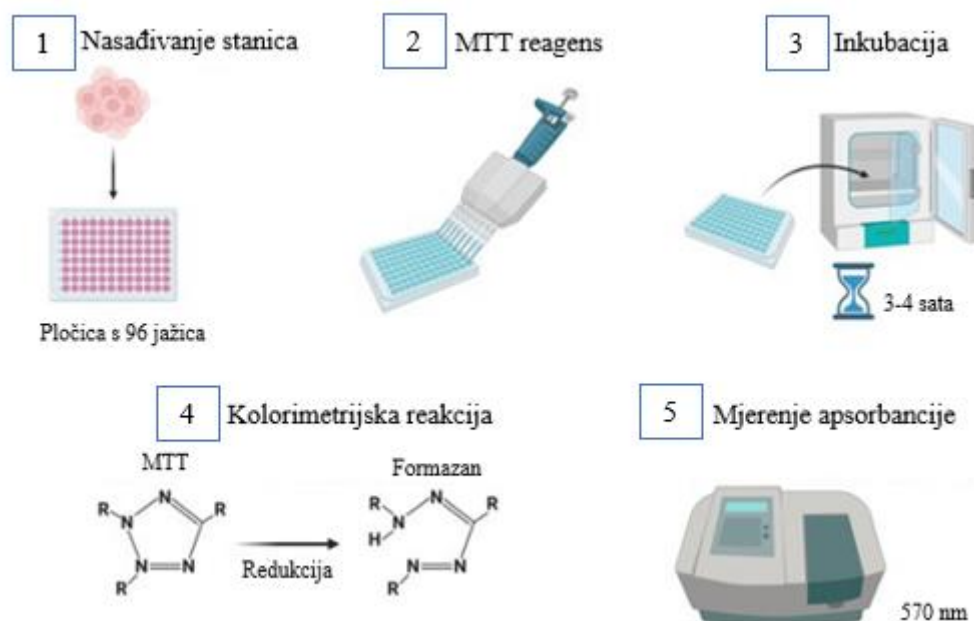 1 Nasađivanje stanica
2 MTT reagens
3 Inkubacija
Pločica s 96 jažica
3-4 sata
4 Kolorimetrijska reakcija
MTT
R N N R
N N
R
Redukcija
Formazan
R N N R
H
R N N
5 Mjerenje apsorbancije
570 nm